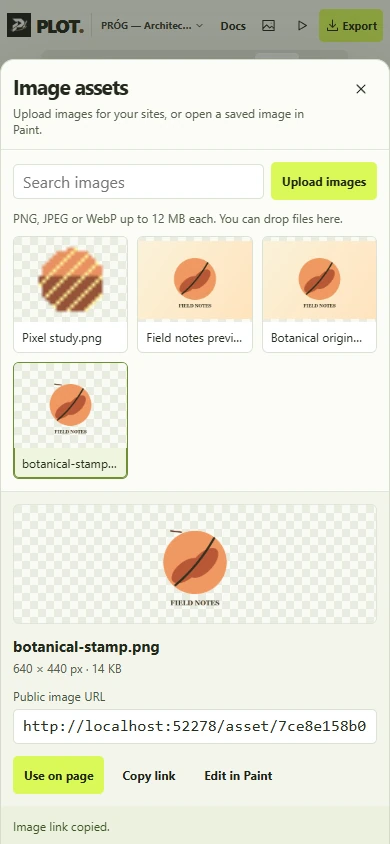 PLOT.
PRÓG — Architec...
Docs
Export
Image assets
Upload images for your sites, or open a saved image in
Paint.
Search images
Upload images
PNG, JPEG or WebP up to 12 MB each. You can drop files here.
FIELD NOTES
FIELD NOTES
Pixel study.png
Field notes previ...
Botanical origin...
FIELD NOTES
botanical-stamp...
FIELD NOTES
botanical-stamp.png
640 × 440 px · 14 KB
Public image URL
http://localhost:52278/asset/7ce8e158b0
Use on page
Copy link
Edit in Paint
Image link copied.